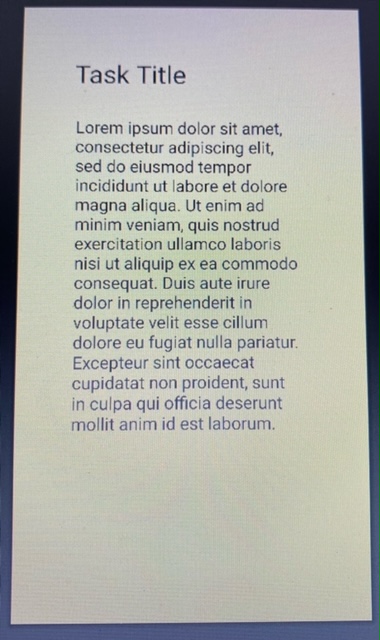 Task Title
Lorem ipsum dolor sit amet,
consectetur adipiscing elit,
sed do eiusmod tempor
incididunt ut labore et dolore
magna aliqua. Ut enim ad
minim veniam, quis nostrud
exercitation ullamco laboris
nisi ut aliquip ex ea commodo
consequat. Duis aute irure
dolor in reprehenderit in
voluptate velit esse cillum
dolore eu fugiat nulla pariatur.
Excepteur sint occaecat
cupidatat non proident, sunt
in culpa qui officia deserunt
mollit anim id est laborum.